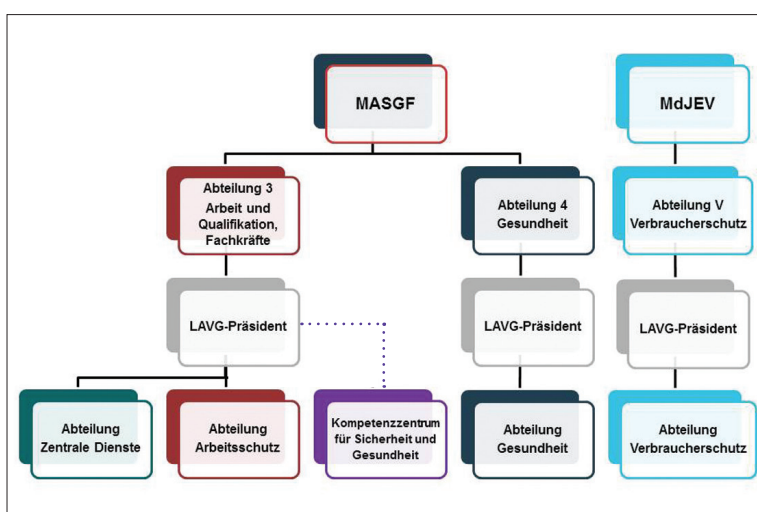 MASGF
MdJEV
Abteilung 3
Arbeit und
Qualifikation,
Fachkräfte
Abteilung 4
Gesundheit
Abteilung V
Verbraucherschutz
LAVG-Präsident
LAVG-Präsident
LAVG-Präsident
Abteilung
Zentrale Dienste
Abteilung
Arbeitsschutz
Kompetenzzentrum
für Sicherheit und
Gesundheit
Abteilung
Gesundheit
Abteilung
Verbraucherschutz